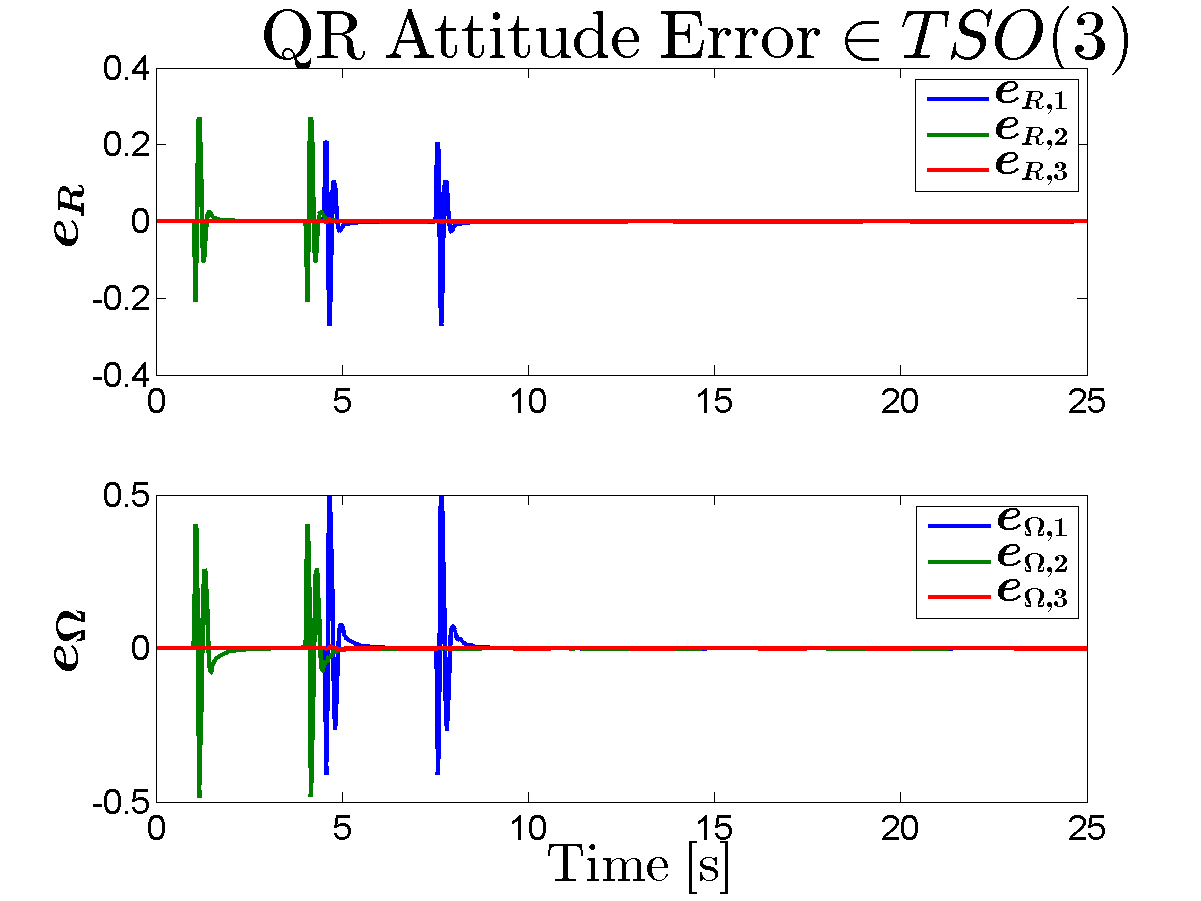 QR Attitude Error ∈ TSO(3)
0.4
0.2
0
-0.2
-0.4
e_R
e_{R,1}
e_{R,2}
e_{R,3}
0 5 10 15 20 25
0.5
0
-0.5
e_Ω
e_{Ω,1}
e_{Ω,2}
e_{Ω,3}
0 5 10 15 20 25
Time [s]